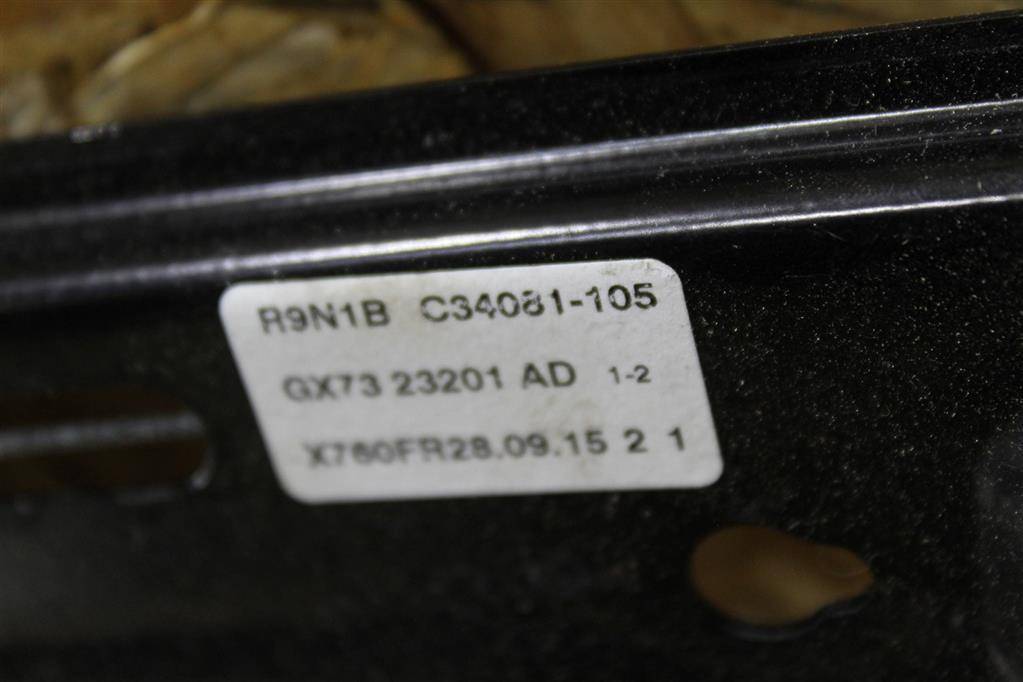 R9N1B C34081-105
GX73 23201 AD 1-2
X760FR28.09.15 2 1